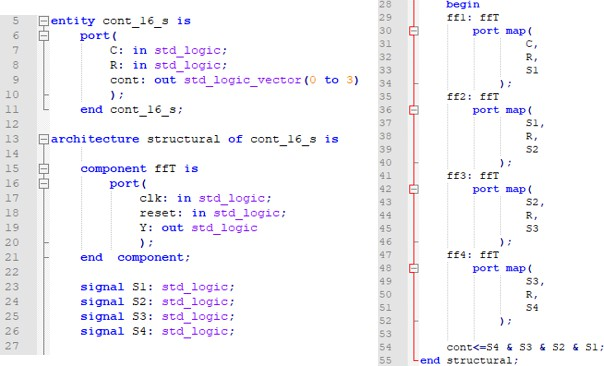 5 entity cont_16_s is
6 port(
7 C: in std_logic;
8 R: in std_logic;
9 cont: out std_logic_vector(0 to 3)
10 );
11 end cont_16_s;
12
13 architecture structural of cont_16_s is
14
15 component ffT is
16 port(
17 clk: in std_logic;
18 reset: in std_logic;
19 Y: out std_logic
20 );
21 end component;
22
23 signal S1: std_logic;
24 signal S2: std_logic;
25 signal S3: std_logic;
26 signal S4: std_logic;
27
28 begin
29 ff1: ffT
30 port map(
31 C,
32 R,
33 S1
34 );
35 ff2: ffT
36 port map(
37 S1,
38 R,
39 S2
40 );
41 ff3: ffT
42 port map(
43 S2,
44 R,
45 S3
46 );
47 ff4: ffT
48 port map(
49 S3,
50 R,
51 S4
52 );
53
54 cont<=S4 & S3 & S2 & S1;
55 end structural;